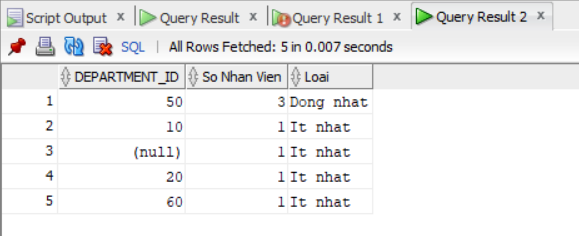 Script Output x Query Result x Query Result 1 x Query Result 2 x
SQL | All Rows Fetched: 5 in 0.007 seconds
DEPARTMENT_ID So Nhan Vien Loai
1 50 3 Dong nhat
2 10 1 It nhat
3 (null) 1 It nhat
4 20 1 It nhat
5 60 1 It nhat